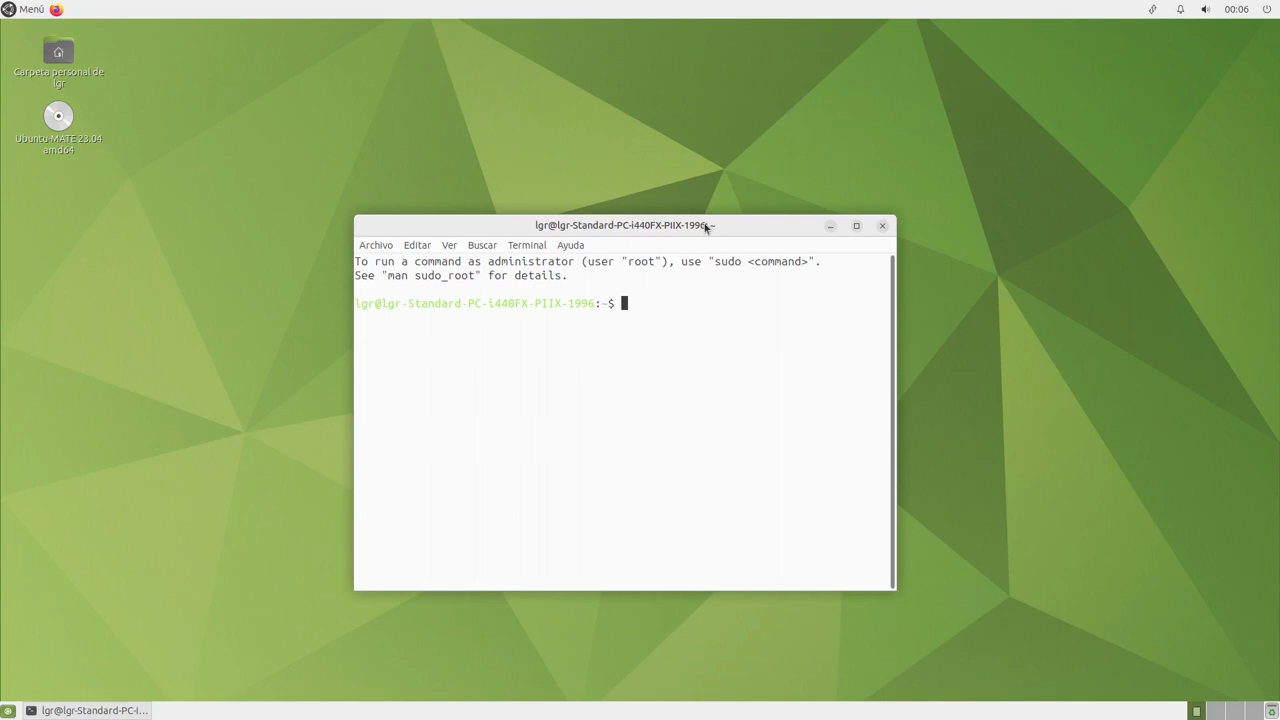 Menú
00:06
Carpeta personal de
lgr
Ubuntu-MATE 23.04
amd64
lgr@lgr-Standard-PC-i440FX-PIIX-1996: ~
Archivo Editar Ver Buscar Terminal Ayuda
To run a command as administrator (user "root"), use "sudo <command>".
See "man sudo_root" for details.
lgr@lgr-Standard-PC-i440FX-PIIX-1996:~$
lgr@lgr-Standard-PC-i...